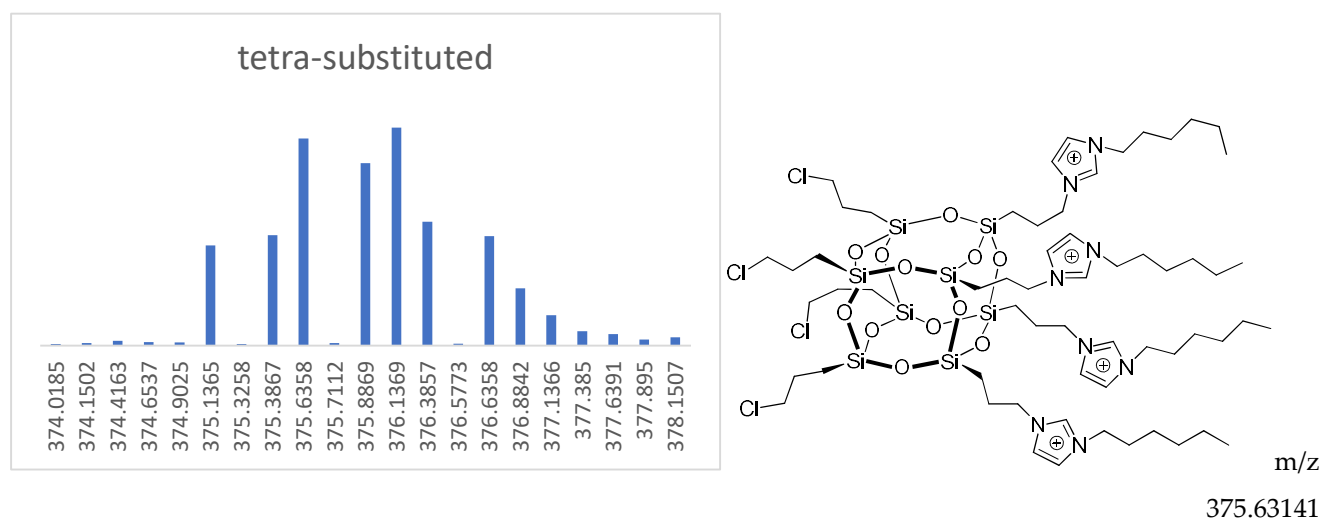 tetra-substituted
374.0185
374.1502
374.4163
374.6537
374.9025
375.1365
375.3258
375.3867
375.6358
375.7112
375.8869
376.1369
376.3857
376.5773
376.6358
376.8842
377.1366
377.385
377.6391
377.895
378.1507
N
N
Cl
O
Si
Si
O
O
O
O
N
N
Cl
Si
O
Si
Cl
O
O
Si
O
Si
N
N
O
O
Si
O
Si
Cl
N
N
m/z
375.63141